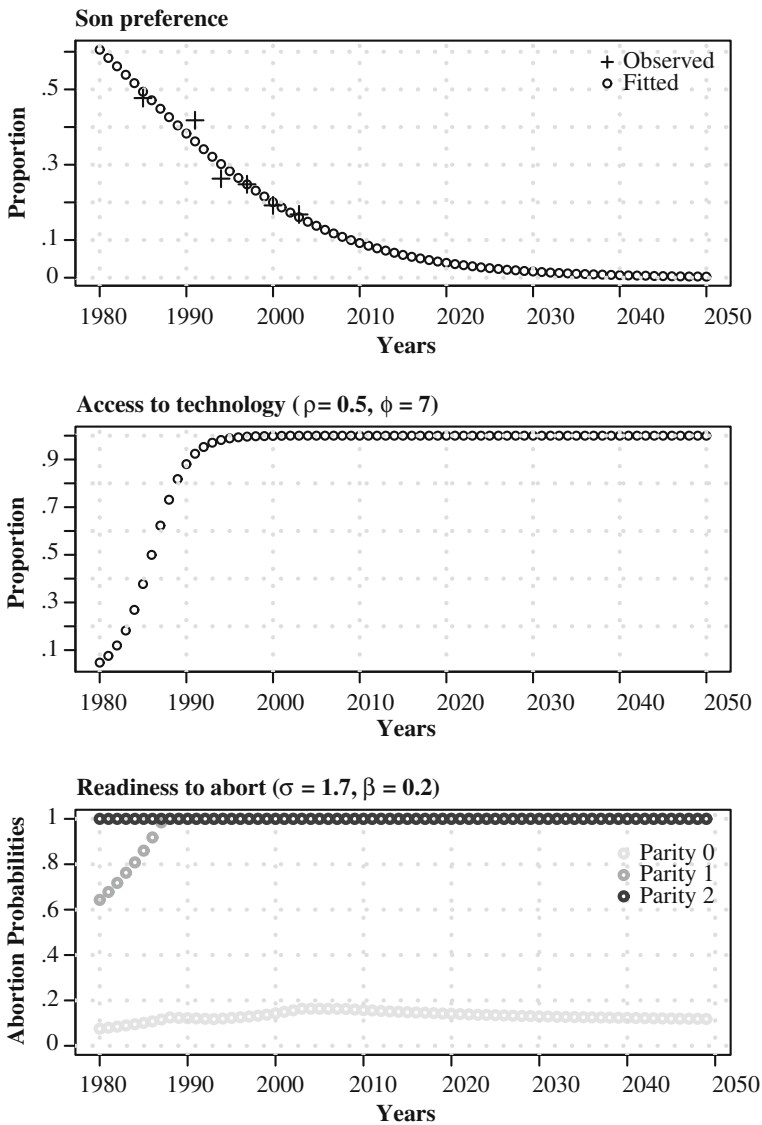 Son preference
Observed
Fitted
.5
.3
.1
0
Proportion
1980 1990 2000 2010 2020 2030 2040 2050
Years
Access to technology (ρ= 0.5, ϕ = 7)
.9
.7
.5
.3
.1
Proportion
1980 1990 2000 2010 2020 2030 2040 2050
Years
Readiness to abort (σ = 1.7, β = 0.2)
1
.8
.6
.4
.2
0
Abortion Probabilities
Parity 0
Parity 1
Parity 2
1980 1990 2000 2010 2020 2030 2040 2050
Years